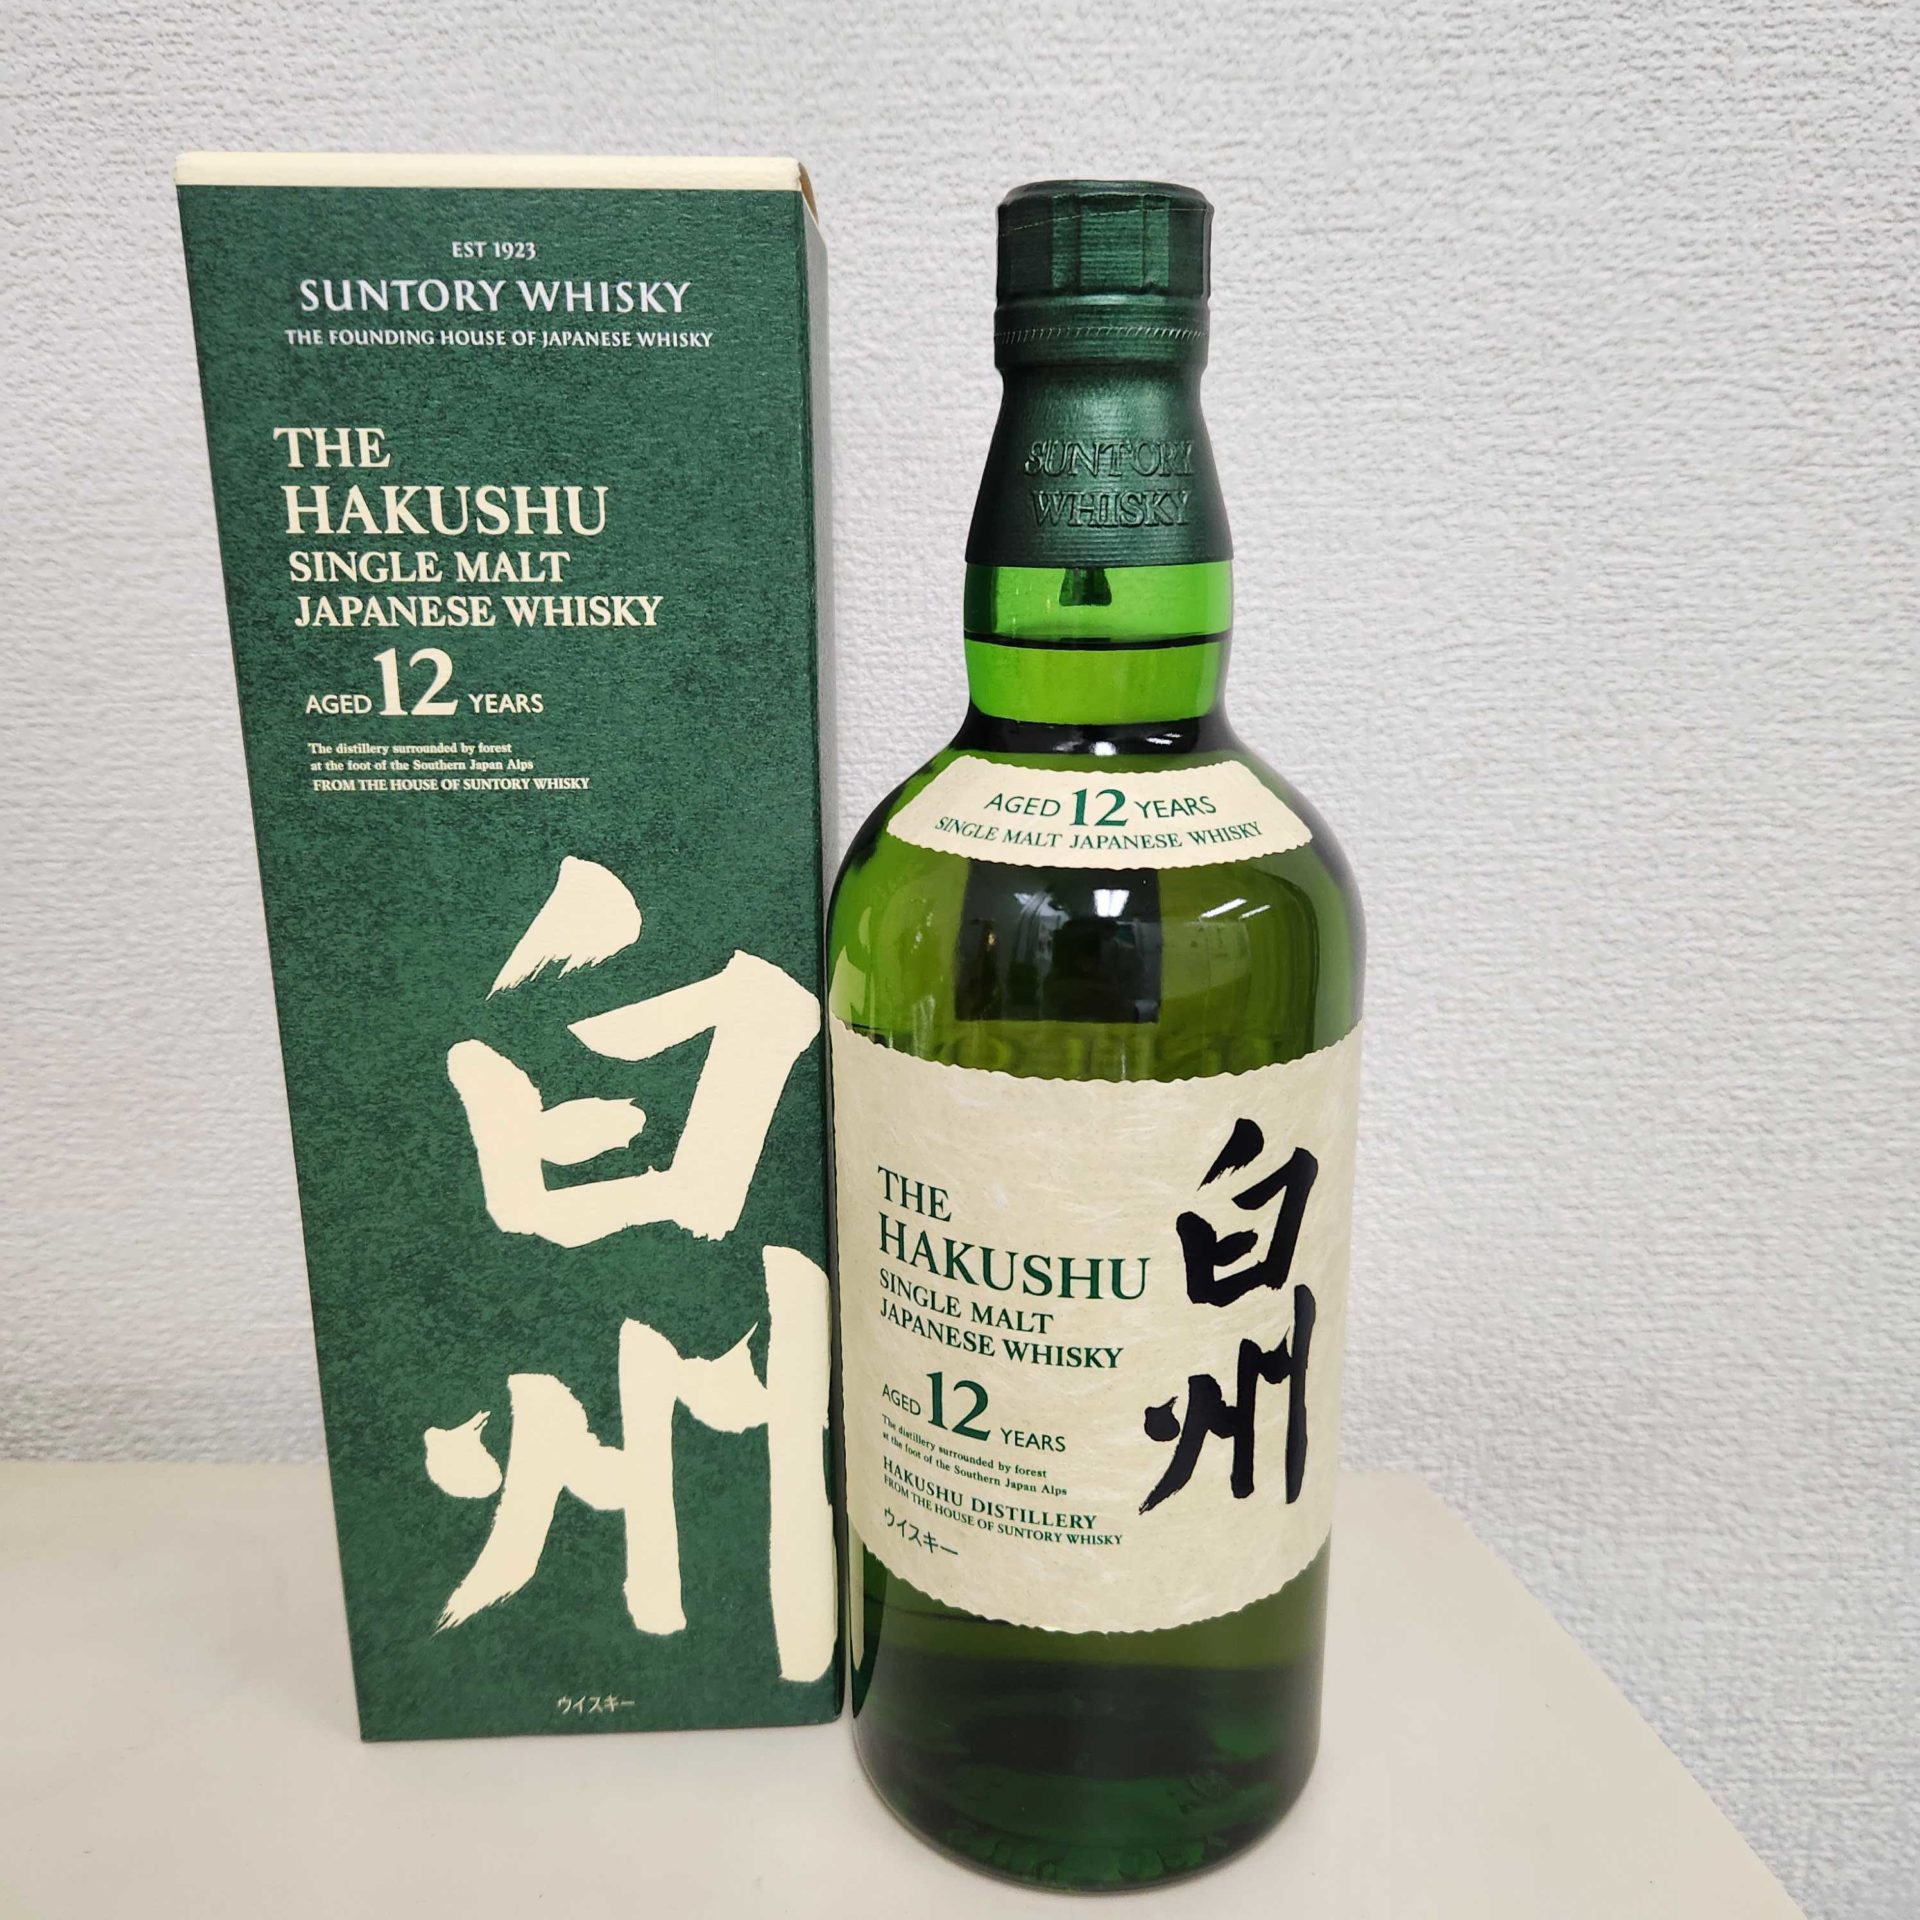 EST 1923
SUNTORY WHISKY
THE FOUNDING HOUSE OF JAPANESE WHISKY
THE
HAKUSHU
SINGLE MALT
JAPANESE WHISKY
AGED 12 YEARS
The distillery surrounded by forest
at the foot of the Southern Japan Alps
FROM THE HOUSE OF SUNTORY WHISKY
白
州
ウイスキー
SUNTORY
WHISKY
AGED 12 YEARS
SINGLE MALT JAPANESE WHISKY
THE
HAKUSHU
SINGLE MALT
JAPANESE WHISKY
AGED 12 YEARS
The distillery surrounded by forest
at the foot of the Southern Japan Alps
HAKUSHU DISTILLERY
FROM THE HOUSE OF SUNTORY WHISKY
ウイスキー
白
州